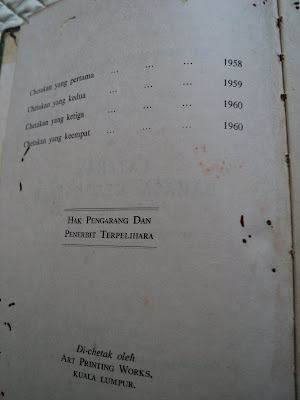 Chetakan yang pertama ... ... ... 1958
Chetakan yang kedua ... ... ... 1959
Chetakan yang ketiga ... ... ... 1960
Chetakan yang keempat ... ... ... 1960
HAK PENGARANG DAN
PENERBIT TERPELIHARA
Di-chetak oleh
ART PRINTING WORKS,
KUALA LUMPUR.